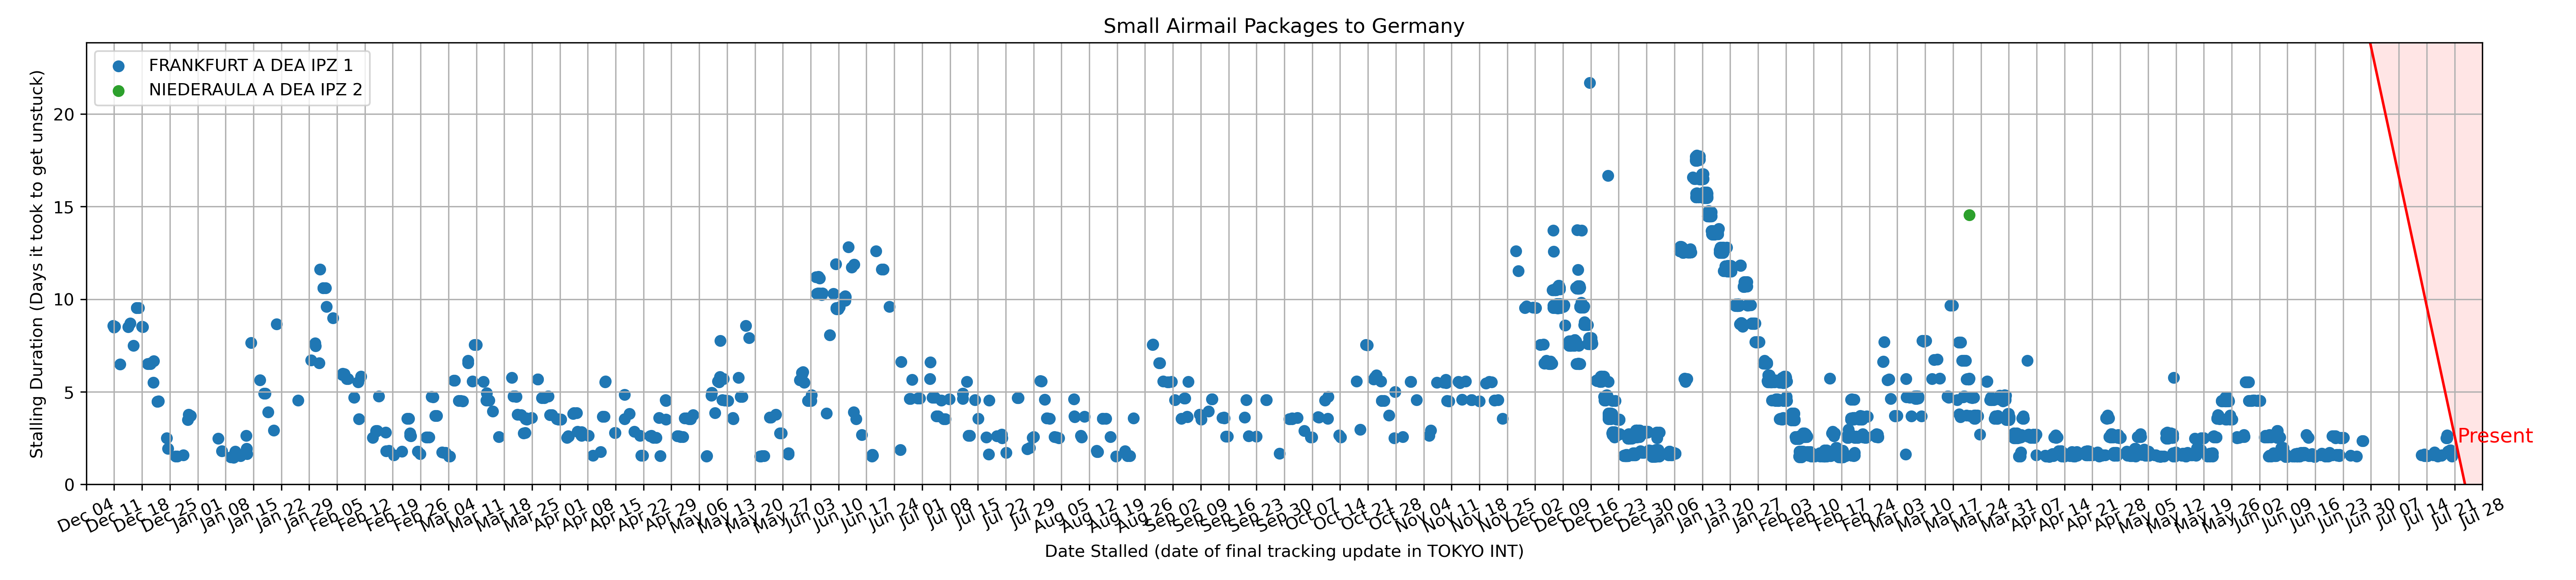 Small Airmail Packages to Germany
FRANKFURT A DEA IPZ 1
NIEDERAULA A DEA IPZ 2
Stalling Duration (Days it took to get unstuck)
20
15
10
5
0
Present
Dec 04
Dec 11
Dec 18
Dec 25
Jan 01
Jan 08
Jan 15
Jan 22
Jan 29
Feb 05
Feb 12
Feb 19
Feb 26
Mar 04
Mar 11
Mar 18
Mar 25
Apr 01
Apr 08
Apr 15
Apr 22
Apr 29
May 06
May 13
May 20
May 27
Jun 03
Jun 10
Jun 17
Jun 24
Jul 01
Jul 08
Jul 15
Jul 22
Jul 29
Aug 05
Aug 12
Aug 19
Aug 26
Sep 02
Sep 09
Sep 16
Sep 23
Sep 30
Oct 07
Oct 14
Oct 21
Oct 28
Nov 04
Nov 11
Nov 18
Nov 25
Dec 02
Dec 09
Dec 16
Dec 23
Dec 30
Jan 06
Jan 13
Jan 20
Jan 27
Feb 03
Feb 10
Feb 17
Feb 24
Mar 03
Mar 10
Mar 17
Mar 24
Mar 31
Apr 07
Apr 14
Apr 21
Apr 28
May 05
May 12
May 19
May 26
Jun 02
Jun 09
Jun 16
Jun 23
Jun 30
Jul 07
Jul 14
Jul 21
Jul 28
Date Stalled (date of final tracking update in TOKYO INT)